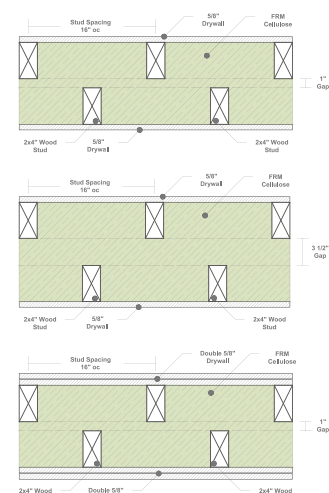 Stud Spacing
16" oc
5/8"
Drywall
FRM
Cellulose
1"
Gap
2x4" Wood
Stud
5/8"
Drywall
2x4" Wood
Stud
Stud Spacing
16" oc
5/8"
Drywall
FRM
Cellulose
3 1/2"
Gap
2x4" Wood
Stud
5/8"
Drywall
2x4" Wood
Stud
Stud Spacing
16" oc
Double 5/8"
Drywall
FRM
Cellulose
1"
Gap
2x4" Wood
Double 5/8"
2x4" Wood